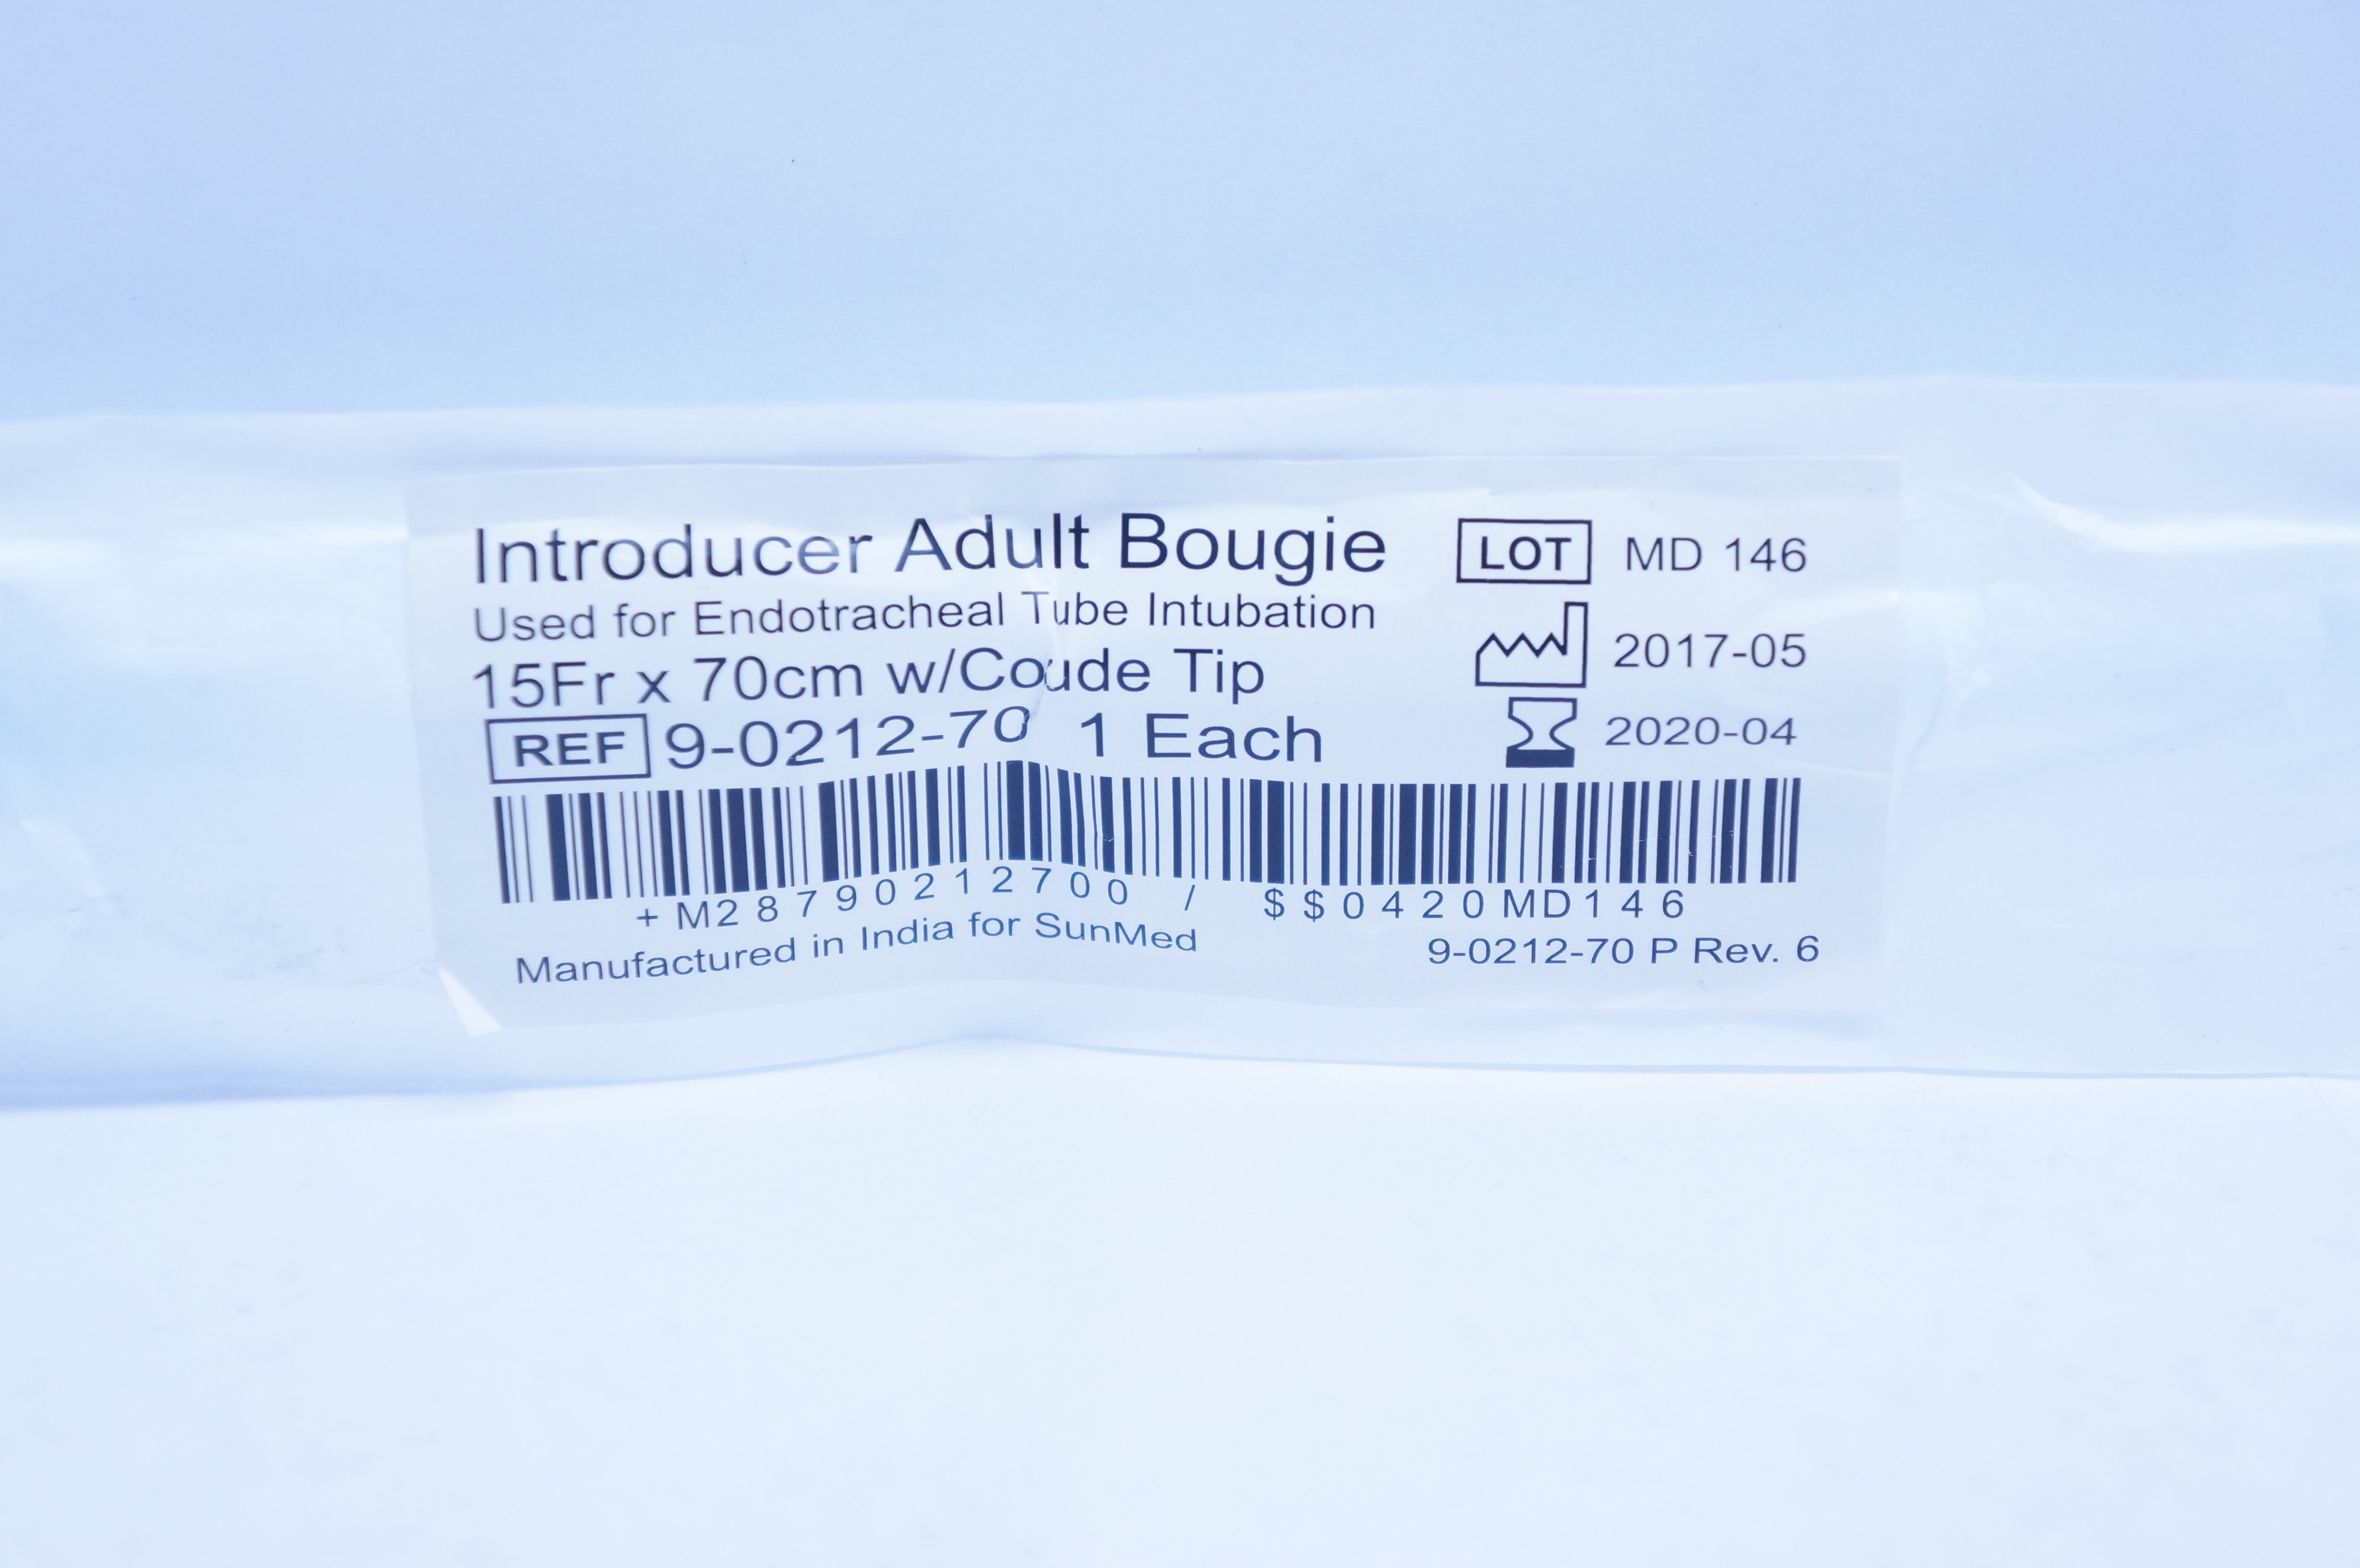 Introducer Adult Bougie
Used for Endotracheal Tube Intubation
15Fr x 70cm w/Coude Tip
REF 9-0212-70 1 Each
LOT MD 146
2017-05
2020-04
+M28790212700 / $$0420MD146
Manufactured in India for SunMed
9-0212-70 P Rev. 6